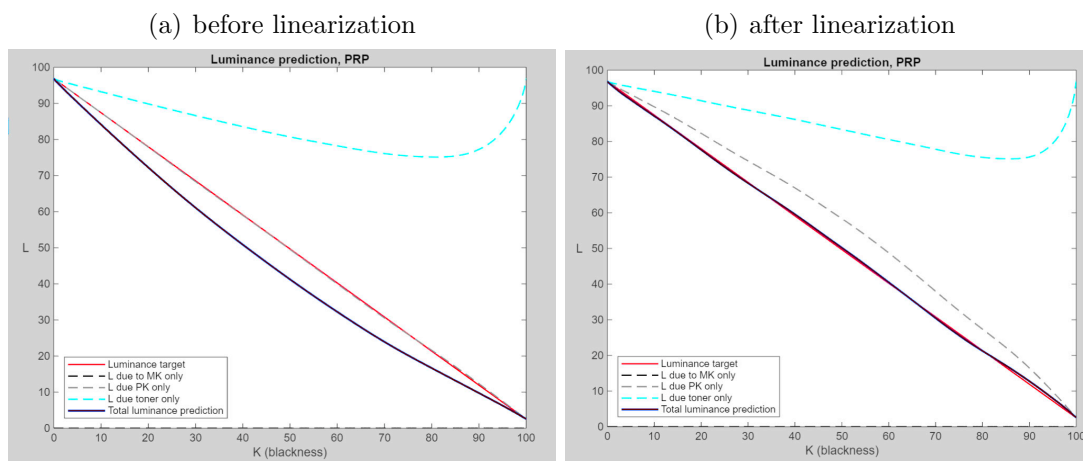 (a) before linearization
(b) after linearization
Luminance prediction, PRP
100
90
80
70
60
50
40
30
20
10
0
L
Luminance target
L due to MK only
L due PK only
L due toner only
Total luminance prediction
0 10 20 30 40 50 60 70 80 90 100
K (blackness)
Luminance prediction, PRP
100
90
80
70
60
50
40
30
20
10
0
L
Luminance target
L due to MK only
L due PK only
L due toner only
Total luminance prediction
0 10 20 30 40 50 60 70 80 90 100
K (blackness)